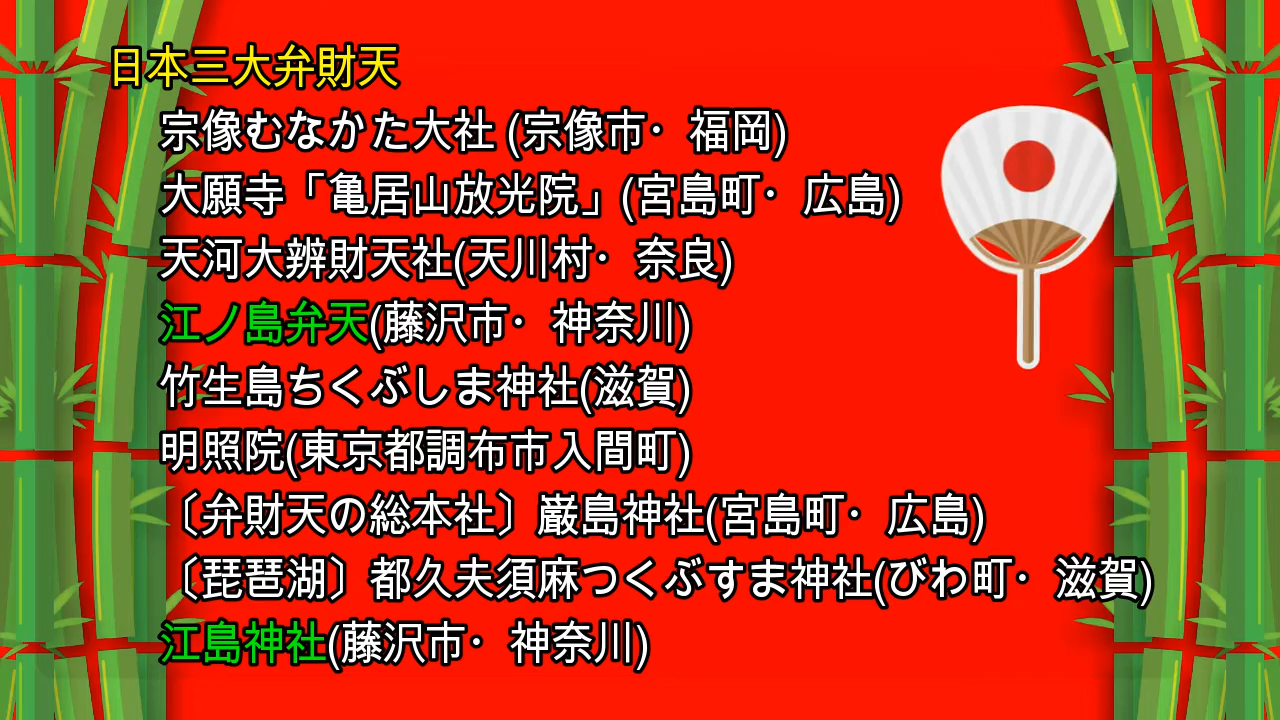 日本三大弁財天
宗像むなかた大社 (宗像市・福岡)
大願寺「亀居山放光院」(宮島町・広島)
天河大辨財天社(天川村・奈良)
江ノ島弁天(藤沢市・神奈川)
竹生島ちくぶしま神社(滋賀)
明照院(東京都調布市入間町)
〔弁財天の総本社〕巌島神社(宮島町・広島)
〔琵琶湖〕都久夫須麻つくぶすま神社(びわ町・滋賀)
江島神社(藤沢市・神奈川)